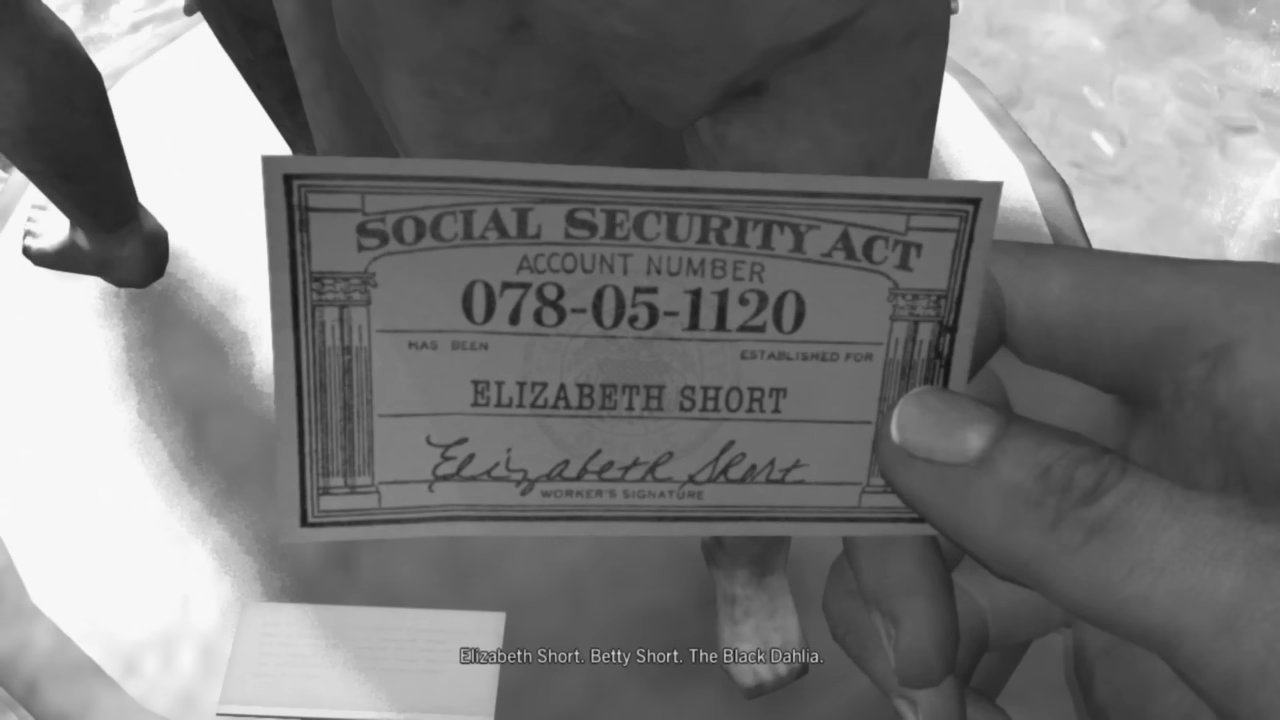 SOCIAL SECURITY ACT
ACCOUNT NUMBER
078-05-1120
HAS BEEN ESTABLISHED FOR
ELIZABETH SHORT
Elizabeth Short
WORKER'S SIGNATURE
Elizabeth Short. Betty Short. The Black Dahlia.